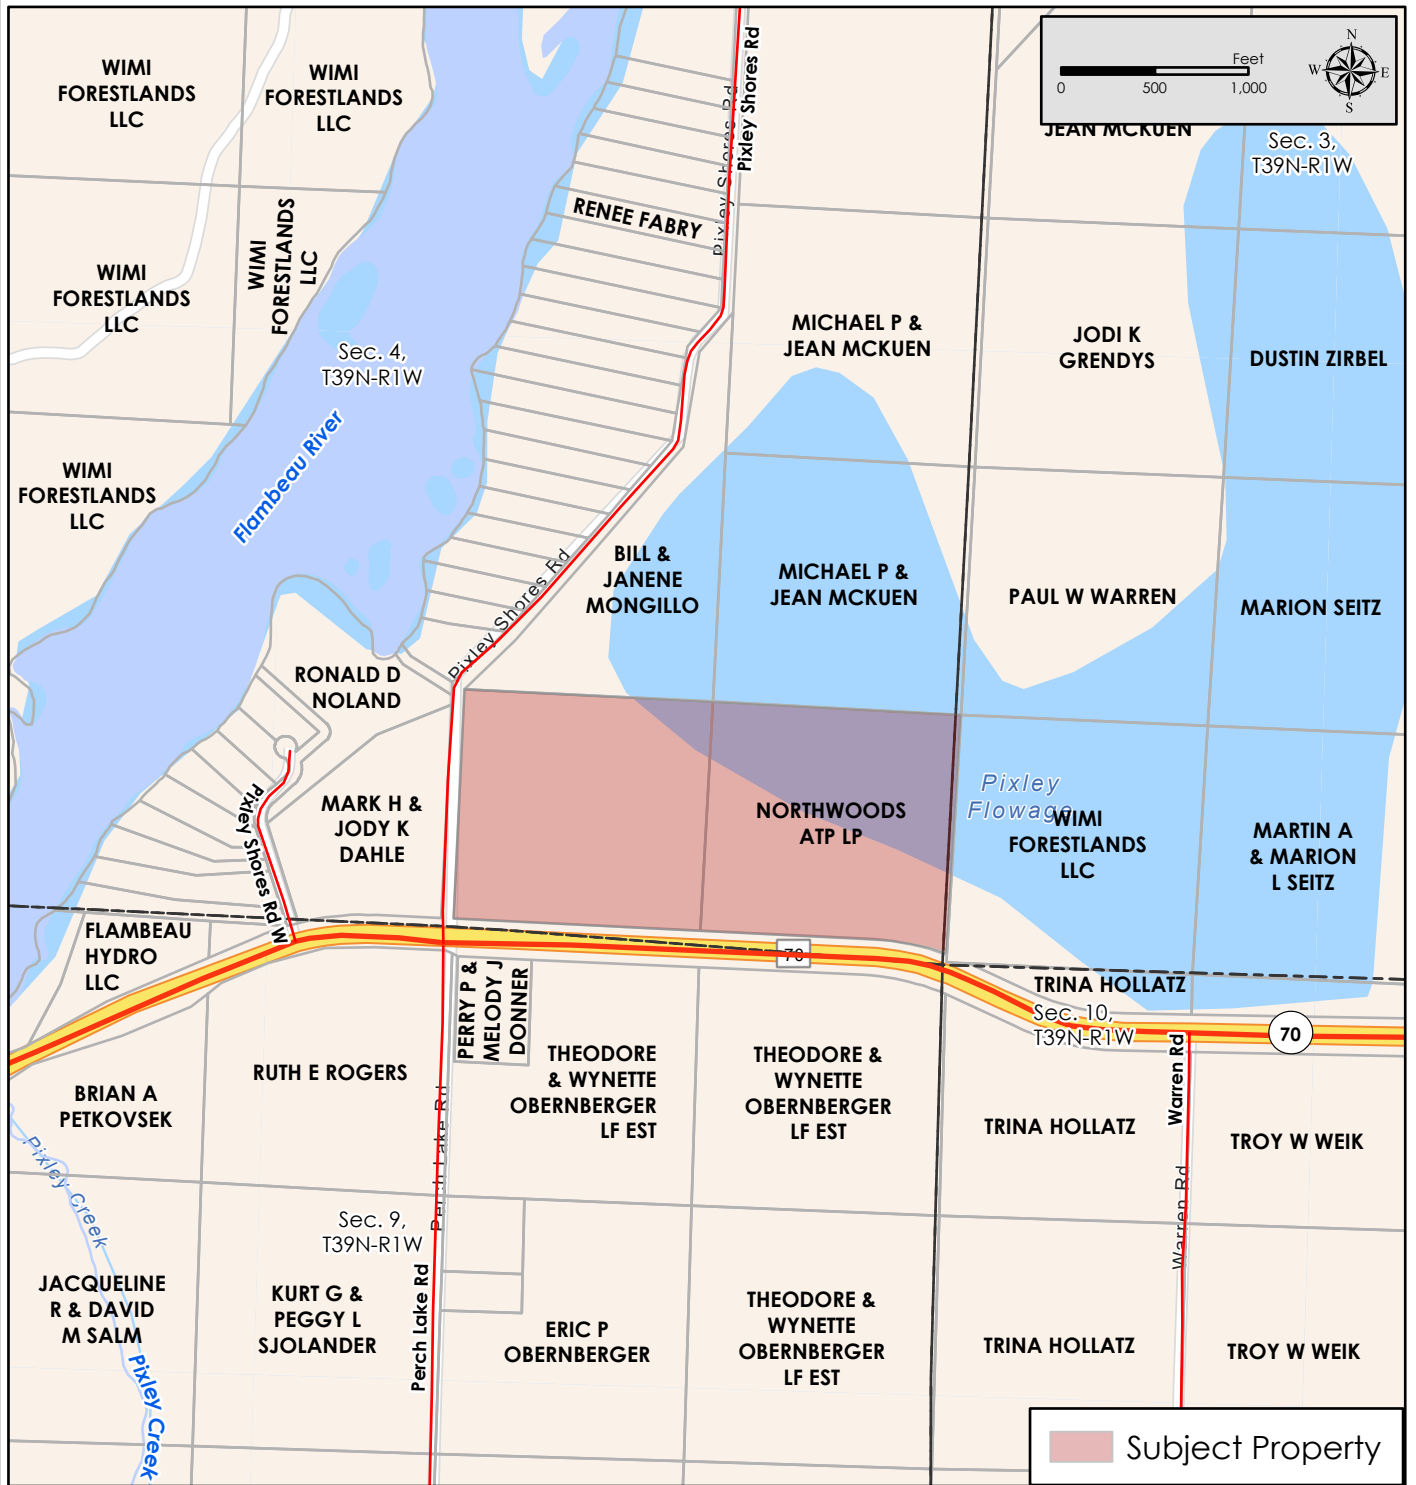 WIMI
FORESTLANDS
LLC
WIMI
FORESTLANDS
LLC
Pixley Shores Rd
Pixley Shores Rd
Feet
0
500
1,000
N
W
E
S
JEAN MCKUEN
Sec. 3,
T39N-R1W
RENEE FABRY
WIMI
FORESTLANDS
LLC
WIMI
FORESTLANDS
LLC
Sec. 4,
T39N-R1W
MICHAEL P &
JEAN MCKUEN
JODI K
GRENDYS
DUSTIN ZIRBEL
WIMI
FORESTLANDS
LLC
Flambeau River
Pixley Shores Rd
BILL &
JANENE
MONGILLO
MICHAEL P &
JEAN MCKUEN
PAUL W WARREN
MARION SEITZ
RONALD D
NOLAND
Pixley Shores Rd W
MARK H &
JODY K
DAHLE
NORTHWOODS
ATP LP
Pixley
Flowage
WIMI
FORESTLANDS
LLC
MARTIN A
& MARION
L SEITZ
FLAMBEAU
HYDRO
LLC
70
PERRY P &
MELODY J
DONNER
TRINA HOLLATZ
Sec. 10,
T39N-R1W
70
BRIAN A
PETKOVSEK
RUTH E ROGERS
THEODORE
& WYNETTE
OBERNBERGER
LF EST
THEODORE &
WYNETTE
OBERNBERGER
LF EST
TRINA HOLLATZ
Warren Rd
TROY W WEIK
Pixley Creek
Perch Lake Rd
Warren Rd
Sec. 9,
T39N-R1W
JACQUELINE
R & DAVID
M SALM
KURT G &
PEGGY L
SJOLANDER
Perch Lake Rd
ERIC P
OBERNBERGER
THEODORE &
WYNETTE
OBERNBERGER
LF EST
TRINA HOLLATZ
TROY W WEIK
Pixley Creek
Subject Property